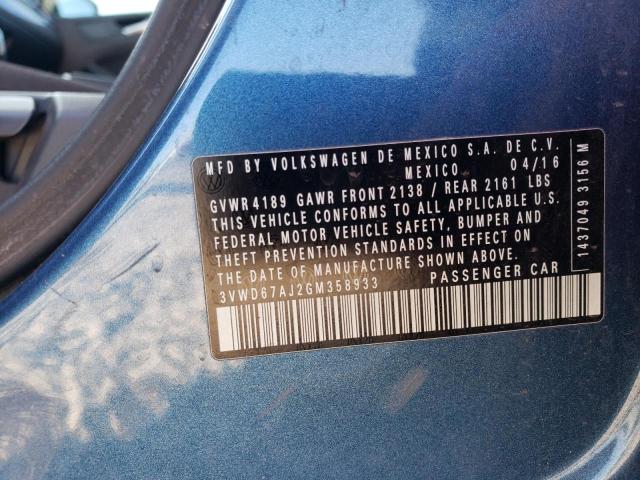 MFD BY VOLKSWAGEN DE MEXICO S.A. DE C.V.
MEXICO 04/16
GVWR 4189 GAWR FRONT 2138 / REAR 2161 LBS
THIS VEHICLE CONFORMS TO ALL APPLICABLE U.S.
FEDERAL MOTOR VEHICLE SAFETY, BUMPER AND
THEFT PREVENTION STANDARDS IN EFFECT ON
THE DATE OF MANUFACTURE SHOWN ABOVE.
3VWD67AJ2GM358933 PASSENGER CAR
1437049 3156 M